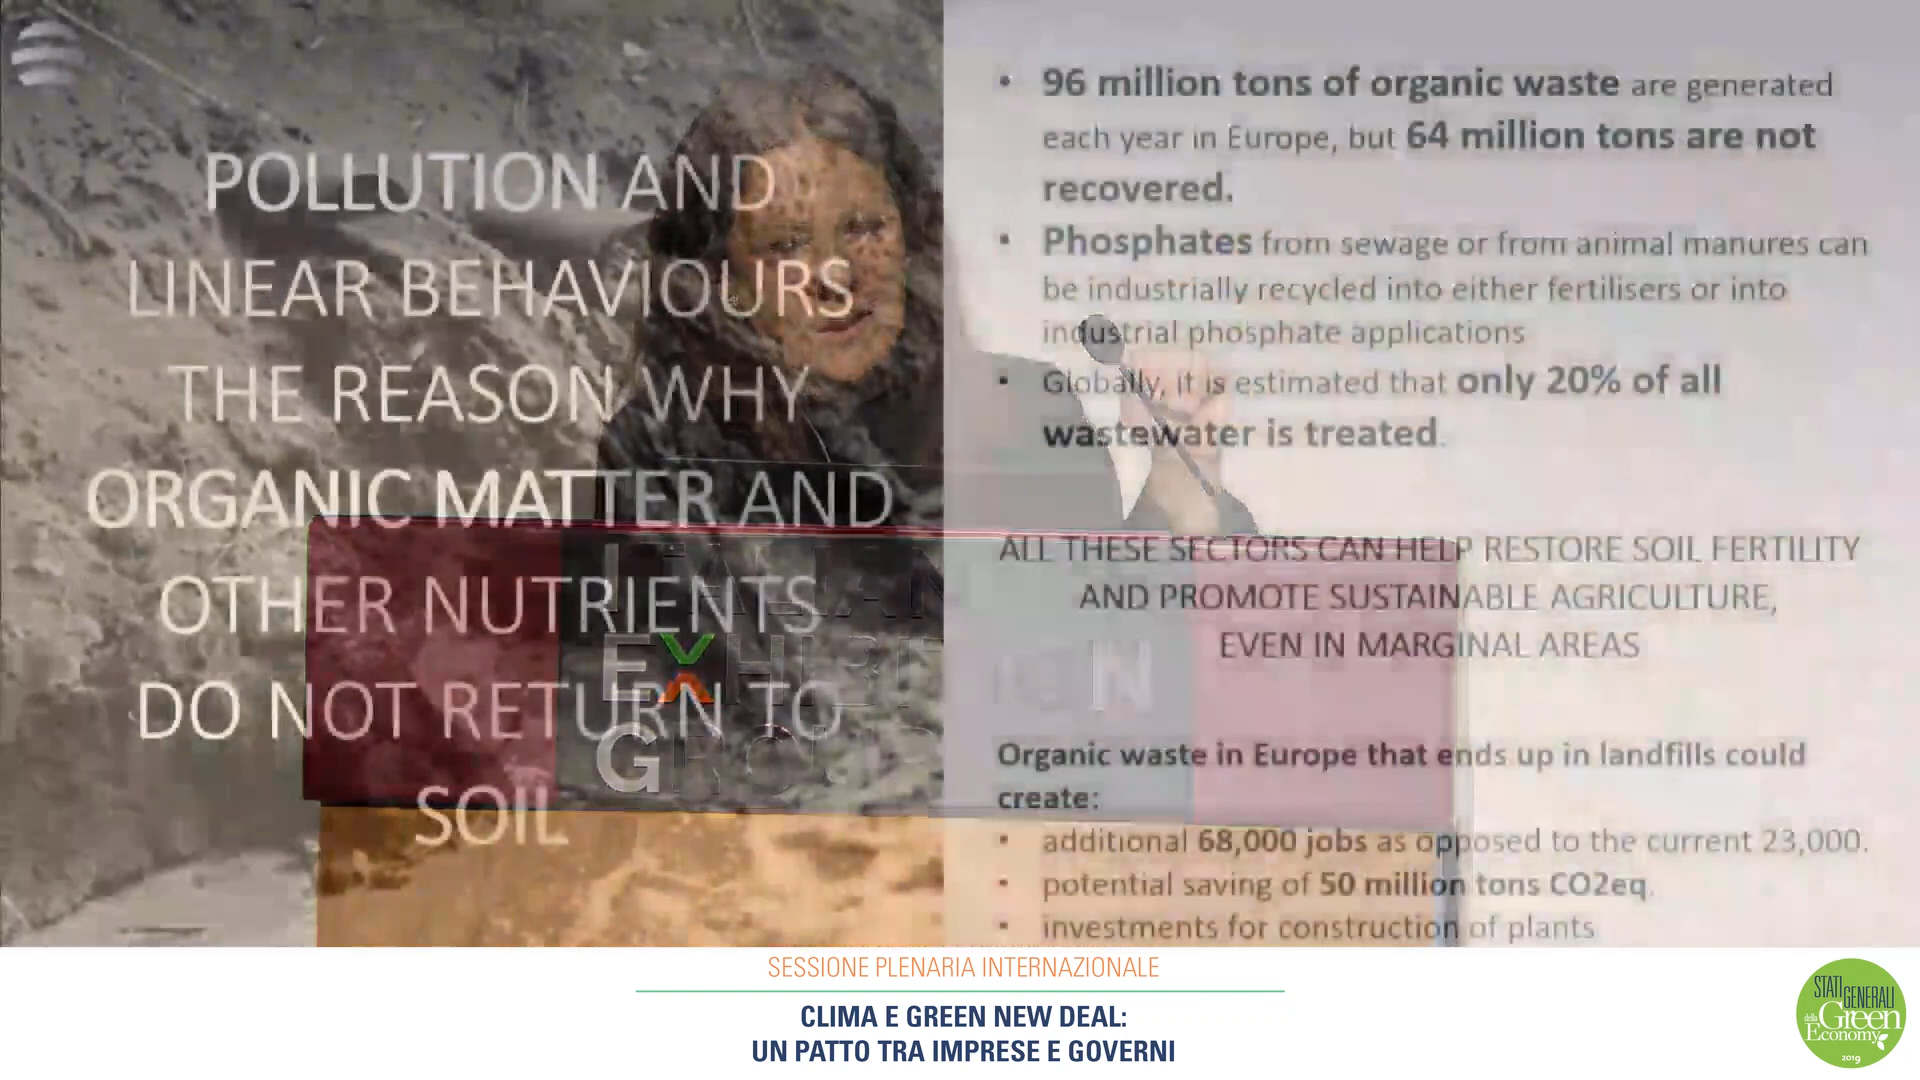 POLLUTION AND
LINEAR BEHAVIOURS
THE REASON WHY
ORGANIC MATTER AND
OTHER NUTRIENTS
DO NOT RETURN TO
SOIL
• 96 million tons of organic waste are generated
each year in Europe, but 64 million tons are not
recovered.
• Phosphates from sewage or from animal manures can
be industrially recycled into either fertilisers or into
industrial phosphate applications
• Globally, it is estimated that only 20% of all
wastewater is treated.
ALL THESE SECTORS CAN HELP RESTORE SOIL FERTILITY
AND PROMOTE SUSTAINABLE AGRICULTURE,
EVEN IN MARGINAL AREAS
Organic waste in Europe that ends up in landfills could
create:
• additional 68,000 jobs as opposed to the current 23,000.
• potential saving of 50 million tons CO2eq.
• investments for construction of plants
ITALIAN
EXHIBITION
GROUP
SESSIONE PLENARIA INTERNAZIONALE
CLIMA E GREEN NEW DEAL:
UN PATTO TRA IMPRESE E GOVERNI
STATI GENERALI
della Green
Economy
2019